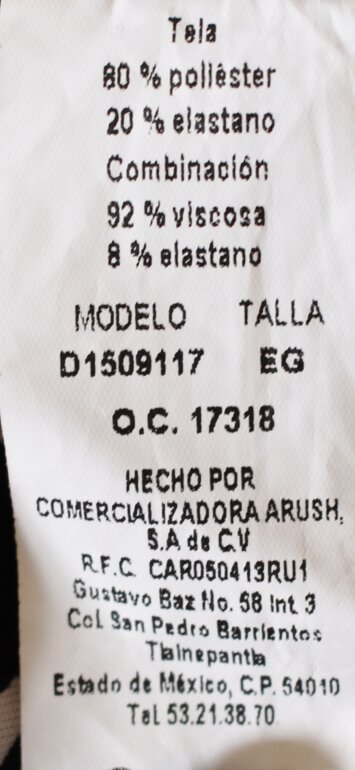 Tela
80 % poliéster
20 % elastano
Combinación
92 % viscosa
8 % elastano
MODELO TALLA
D1509117 EG
O.C. 17318
HECHO POR
COMERCIALIZADORA ARUSH,
S.A de C.V
R.F.C. CAR050413RU1
Gustavo Baz No. 58 Int. 3
Col. San Pedro Barrientos
Tlalnepantla
Estado de México, C.P. 54010
Tel. 53.21.38.70